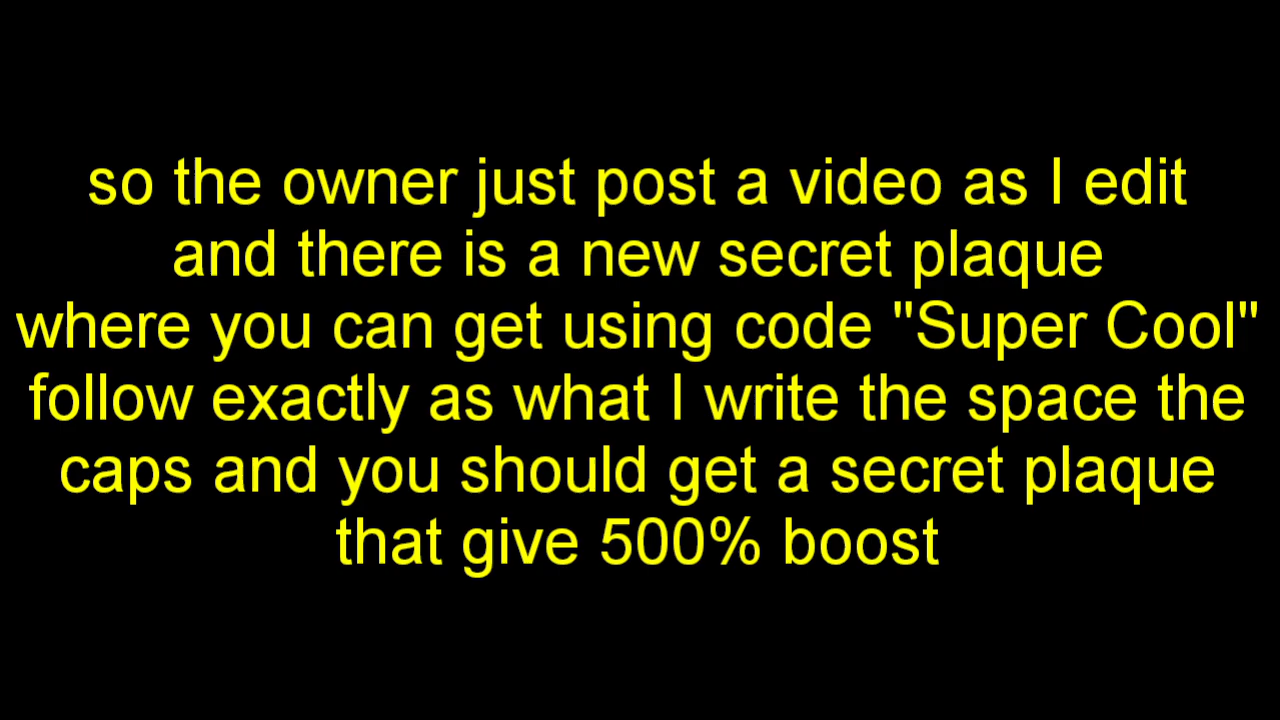 so the owner just post a video as I edit
and there is a new secret plaque
where you can get using code "Super Cool"
follow exactly as what I write the space the
caps and you should get a secret plaque
that give 500% boost